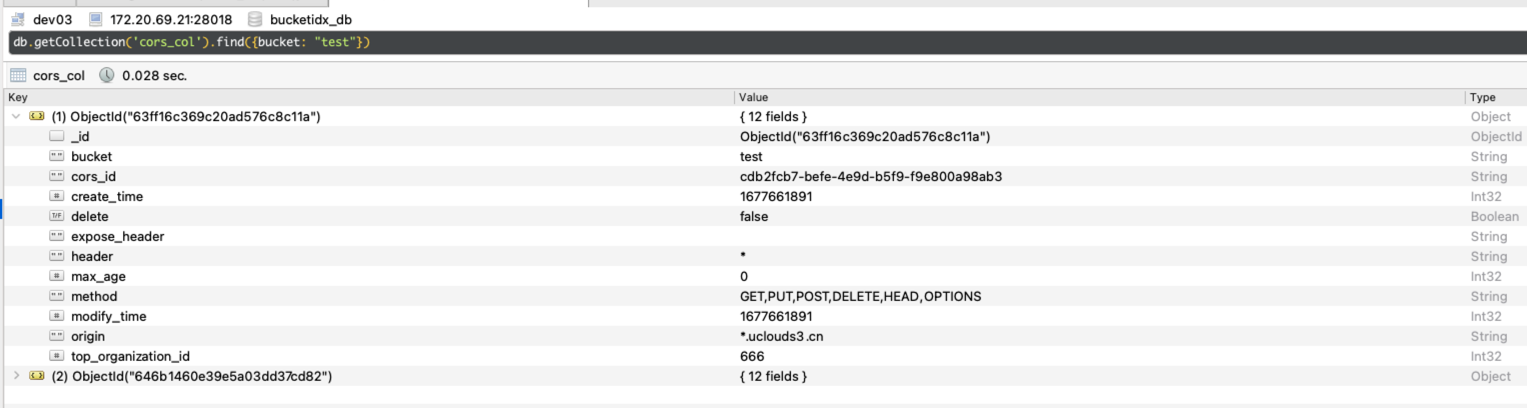 dev03 172.20.69.21:28018 bucketidx_db
db.getCollection('cors_col').find({bucket: "test"})
cors_col 0.028 sec.
Key Value Type
(1) ObjectId("63ff16c369c20ad576c8c11a") { 12 fields } Object
_id ObjectId("63ff16c369c20ad576c8c11a") ObjectId
bucket test String
cors_id cdb2fcb7-befe-4e9d-b5f9-f9e800a98ab3 String
create_time 1677661891 Int32
delete false Boolean
expose_header String
header * String
max_age 0 Int32
method GET,PUT,POST,DELETE,HEAD,OPTIONS String
modify_time 1677661891 Int32
origin *.uclouds3.cn String
top_organization_id 666 Int32
(2) ObjectId("646b1460e39e5a03dd37cd82") { 12 fields } Object